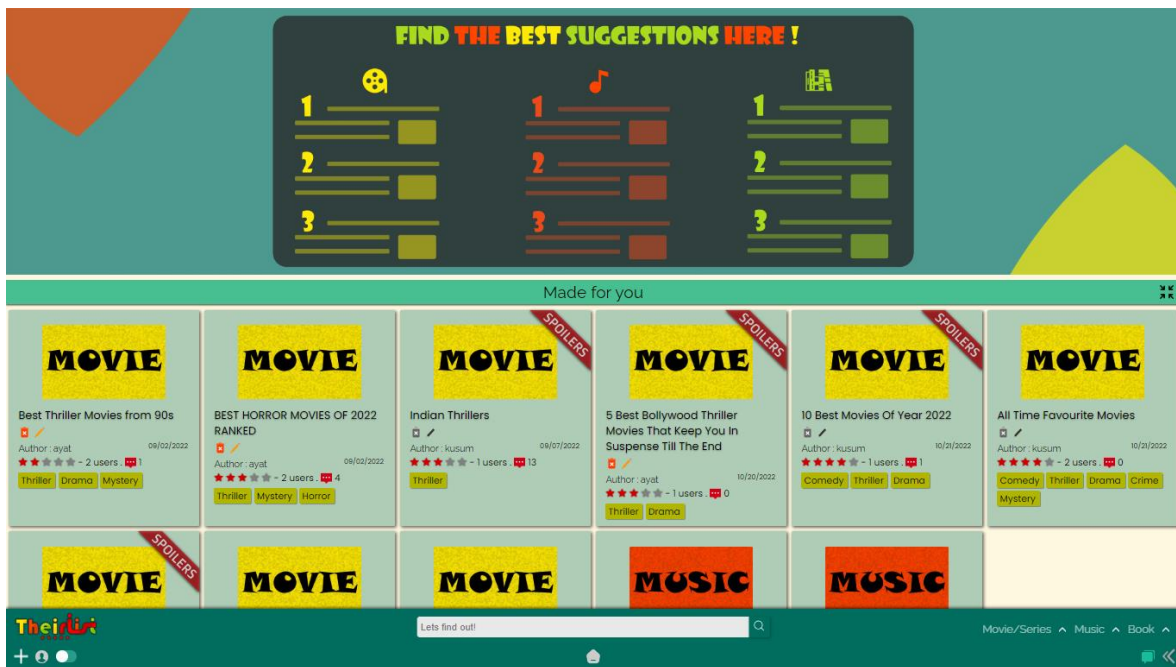 FIND THE BEST SUGGESTIONS HERE !
1 1 1
2 2 2
3 3 3
Made for you
MOVIE
Best Thriller Movies from 90s
Author : ayat 09/02/2022
- 2 users . 1
Thriller Drama Mystery
MOVIE
BEST HORROR MOVIES OF 2022
RANKED
Author : ayat 09/02/2022
- 2 users . 4
Thriller Mystery Horror
SPOILERS
MOVIE
Indian Thrillers
Author : kusum 09/07/2022
- 1 users . 13
Thriller
SPOILERS
MOVIE
5 Best Bollywood Thriller
Movies That Keep You In
Suspense Till The End
Author : ayat 10/20/2022
- 1 users . 0
Thriller Drama
SPOILERS
MOVIE
10 Best Movies Of Year 2022
Author : kusum 10/21/2022
- 1 users . 1
Comedy Thriller Drama
MOVIE
All Time Favourite Movies
Author : kusum 10/21/2022
- 2 users . 0
Comedy Thriller Drama Crime
Mystery
SPOILERS
MOVIE
MOVIE
MOVIE
MUSIC
MUSIC
Theirlist
Lets find out!
Movie/Series Music Book